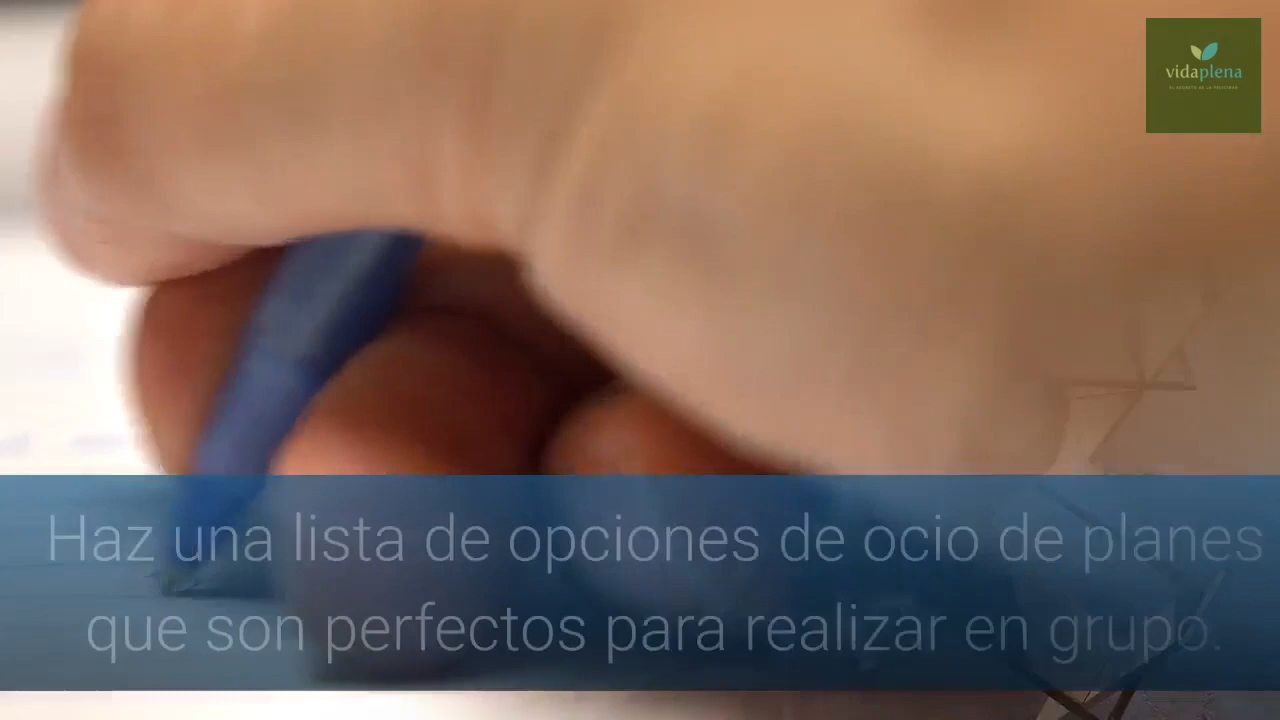 vidaplena
Haz una lista de opciones de ocio de planes
que son perfectos para realizar en grupo.